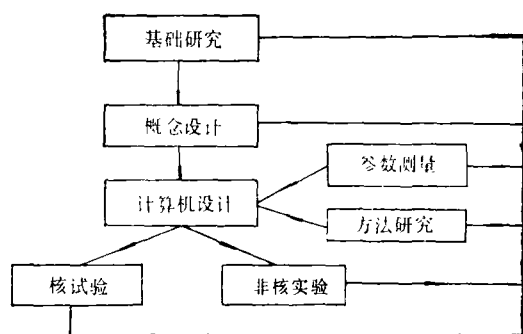 基础研究
概念设计
参数测量
计算机设计
方法研究
核试验
非核实验